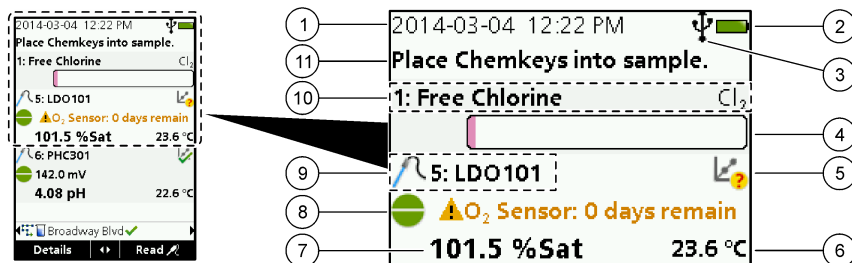 2014-03-04 12:22 PM
Place Chemkeys into sample.
1: Free Chlorine Cl₂
5: LDO101
O₂ Sensor: 0 days remain
101.5 %Sat 23.6 °C
6: PHC301
142.0 mV
4.08 pH 22.6 °C
Broadway Blvd
Details Read
1 2014-03-04 12:22 PM 2
11 Place Chemkeys into sample. 3
10 1: Free Chlorine Cl₂
4
9 5: LDO101 ? 5
8 O₂ Sensor: 0 days remain
7 101.5 %Sat 23.6 °C 6